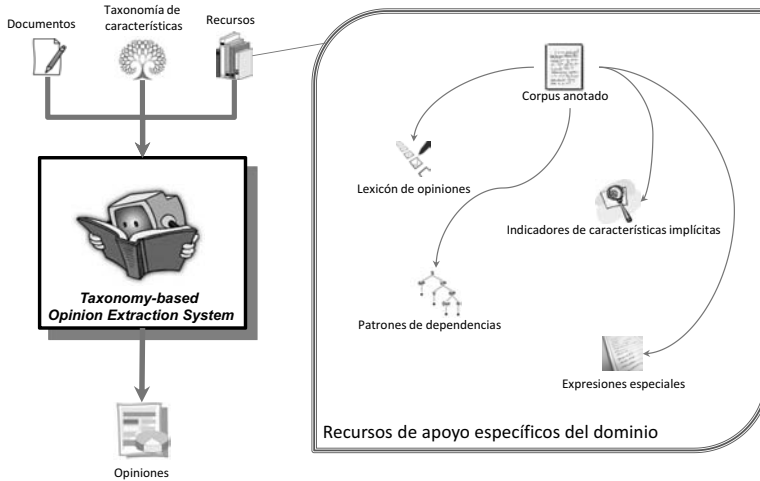 Documentos
Taxonomía de
características
Recursos
Taxonomy-based
Opinion Extraction System
Opiniones
Corpus anotado
Lexicón de opiniones
Indicadores de características implícitas
Patrones de dependencias
Expresiones especiales
Recursos de apoyo específicos del dominio